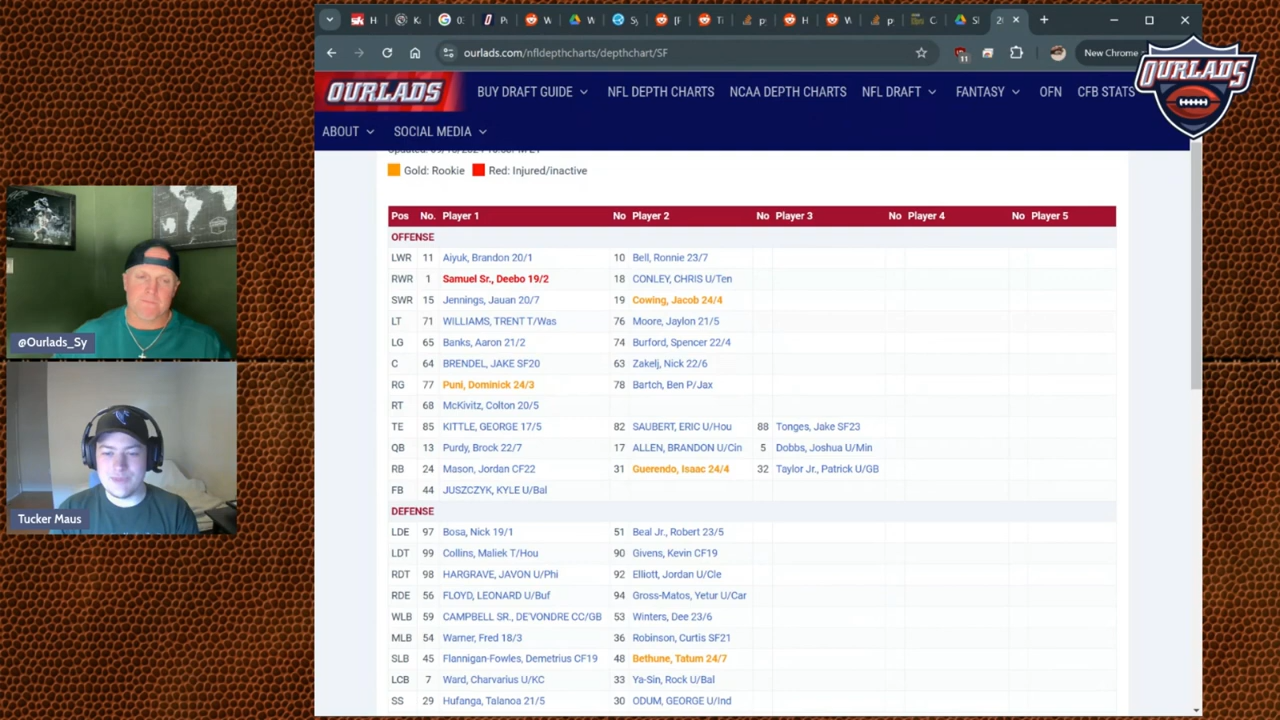 ourlads.com/nfldepthcharts/depthchart/SF
New Chrome
OURLADS
OURLADS BUY DRAFT GUIDE NFL DEPTH CHARTS NCAA DEPTH CHARTS NFL DRAFT FANTASY OFN CFB STATS
ABOUT SOCIAL MEDIA
Gold: Rookie Red: Injured/inactive
Pos No. Player 1 No Player 2 No Player 3 No Player 4 No Player 5
OFFENSE
LWR 11 Aiyuk, Brandon 20/1 10 Bell, Ronnie 23/7
RWR 1 Samuel Sr., Deebo 19/2 18 CONLEY, CHRIS U/Ten
SWR 15 Jennings, Jauan 20/7 19 Cowing, Jacob 24/4
LT 71 WILLIAMS, TRENT T/Was 76 Moore, Jaylon 21/5
LG 65 Banks, Aaron 21/2 74 Burford, Spencer 22/4
C 64 BRENDEL, JAKE SF20 63 Zakelj, Nick 22/6
RG 77 Puni, Dominick 24/3 78 Bartch, Ben P/Jax
RT 68 McKivitz, Colton 20/5
TE 85 KITTLE, GEORGE 17/5 82 SAUBERT, ERIC U/Hou 88 Tonges, Jake SF23
QB 13 Purdy, Brock 22/7 17 ALLEN, BRANDON U/Cin 5 Dobbs, Joshua U/Min
RB 24 Mason, Jordan CF22 31 Guerendo, Isaac 24/4 32 Taylor Jr., Patrick U/GB
FB 44 JUSZCZYK, KYLE U/Bal
DEFENSE
LDE 97 Bosa, Nick 19/1 51 Beal Jr., Robert 23/5
LDT 99 Collins, Maliek T/Hou 90 Givens, Kevin CF19
RDT 98 HARGRAVE, JAVON U/Phi 92 Elliott, Jordan U/Cle
RDE 56 FLOYD, LEONARD U/Buf 94 Gross-Matos, Yetur U/Car
WLB 59 CAMPBELL SR., DE'VONDRE CC/GB 53 Winters, Dee 23/6
MLB 54 Warner, Fred 18/3 36 Robinson, Curtis SF21
SLB 45 Flannigan-Fowles, Demetrius CF19 48 Bethune, Tatum 24/7
LCB 7 Ward, Charvarius U/KC 33 Ya-Sin, Rock U/Bal
SS 29 Hufanga, Talanoa 21/5 30 ODUM, GEORGE U/Ind
@Ourlads_Sy
Tucker Maus